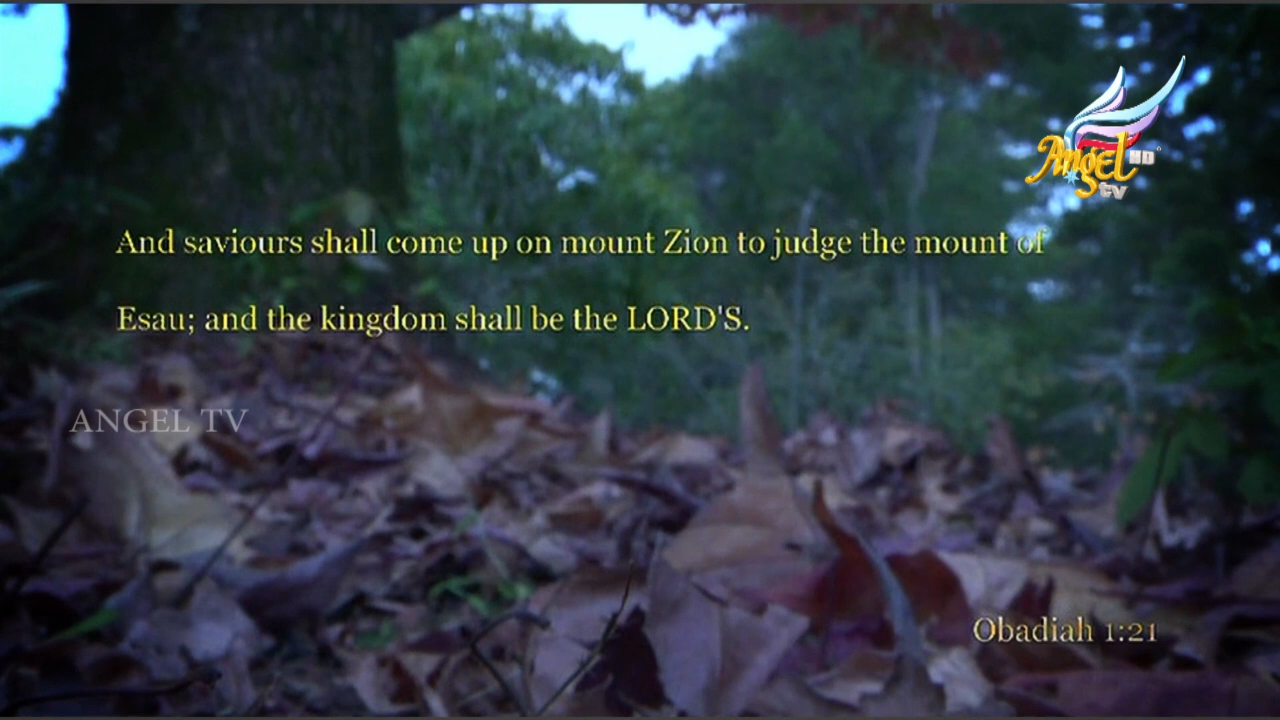 Angel HD
tv
And saviours shall come up on mount Zion to judge the mount of
Esau; and the kingdom shall be the LORD'S.
ANGEL TV
Obadiah 1:21